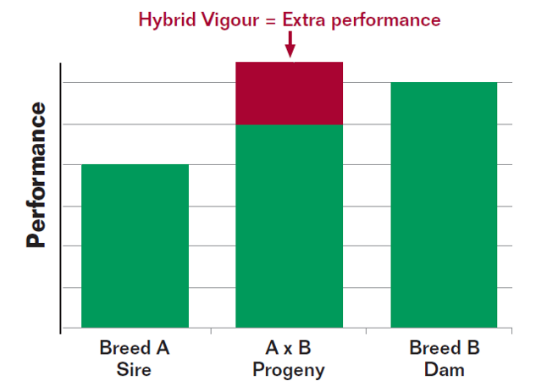 Hybrid Vigour = Extra performance
Performance
Breed A
Sire
A x B
Progeny
Breed B
Dam